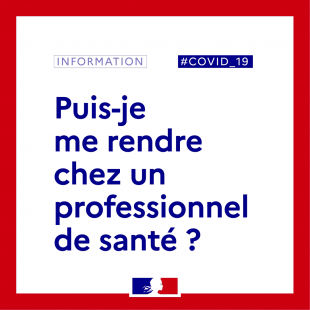 INFORMATION #COVID_19
Puis-je
me rendre
chez un
professionnel
de santé ?